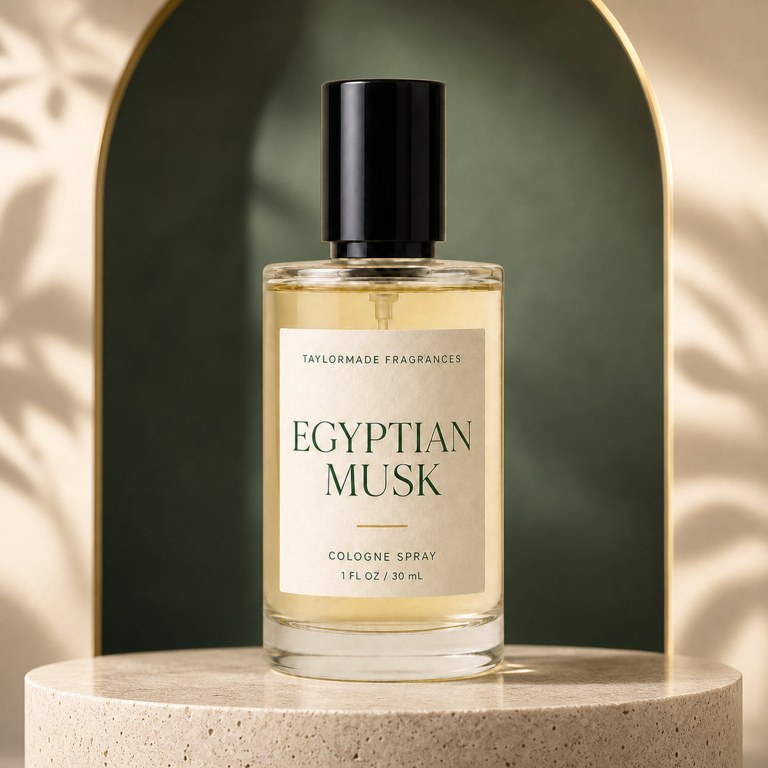 TAYLORMADE FRAGRANCES
EGYPTIAN
MUSK
COLOGNE SPRAY
1 FL OZ / 30 mL